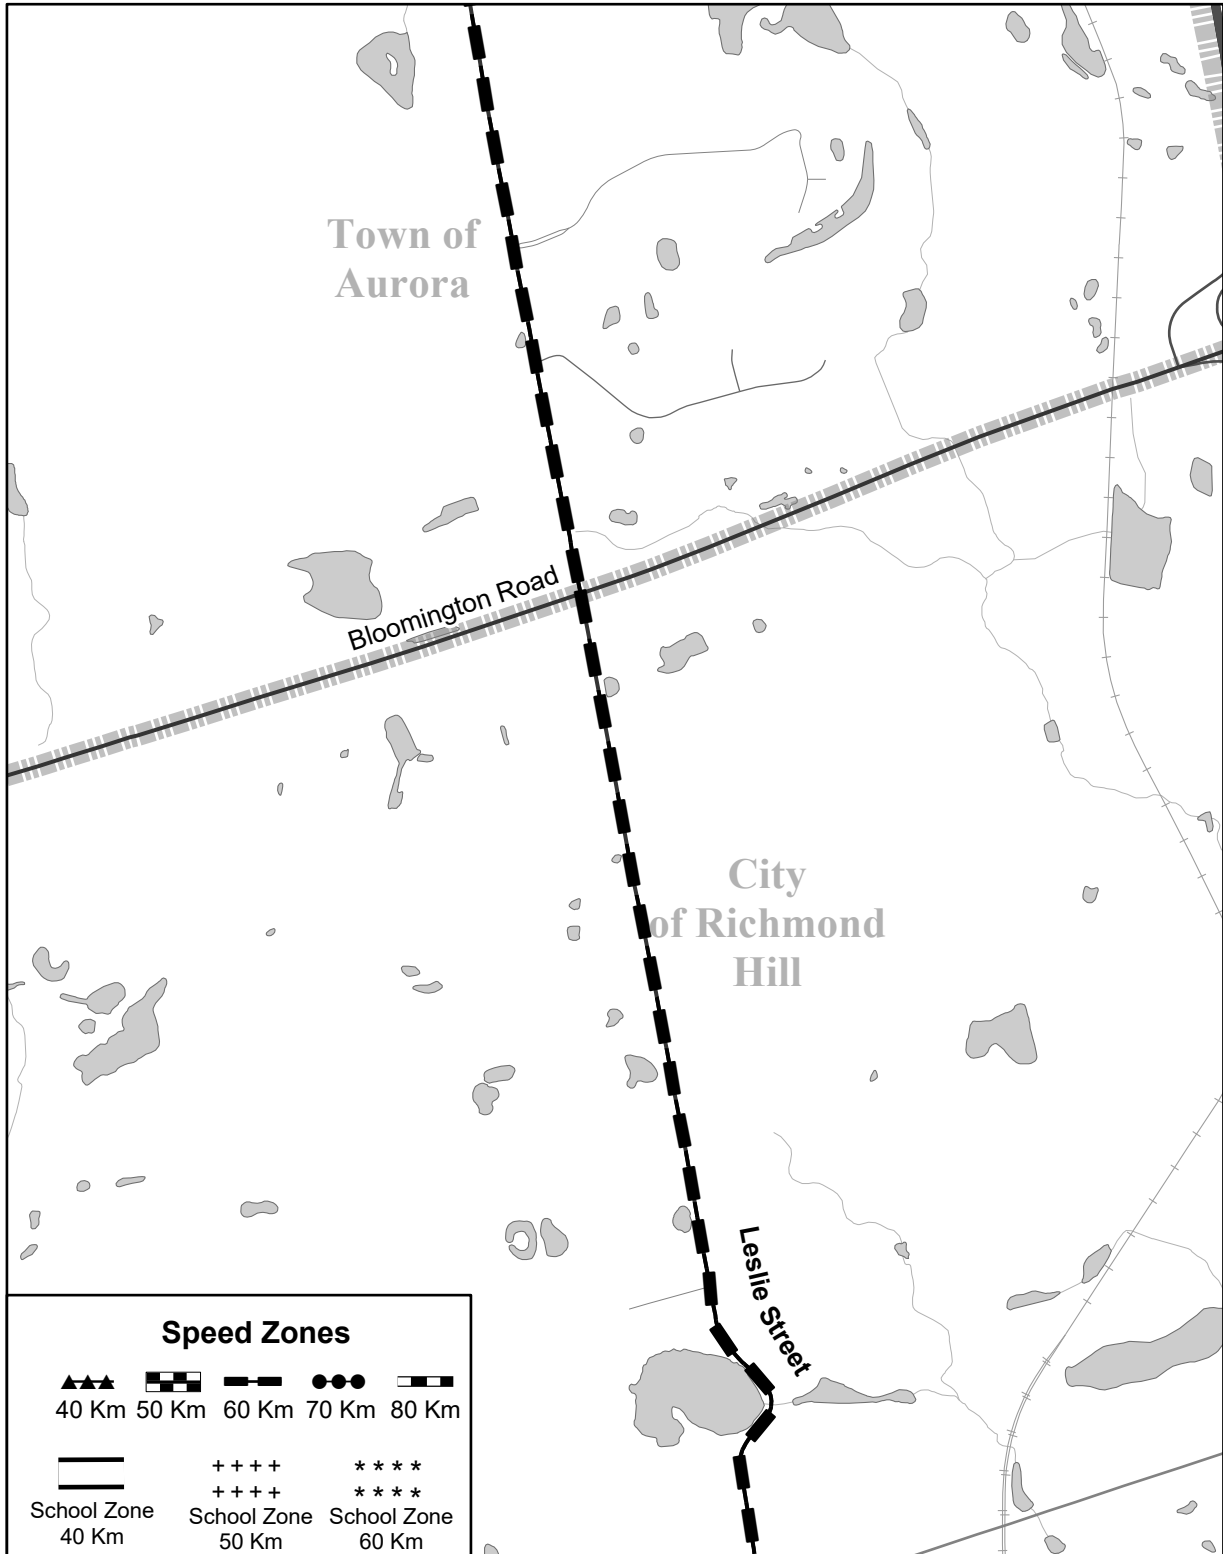 Town of
Aurora
Bloomington Road
City
of Richmond
Hill
Leslie Street
Speed Zones
40 Km 50 Km 60 Km 70 Km 80 Km
School Zone
40 Km
School Zone
50 Km
School Zone
60 Km